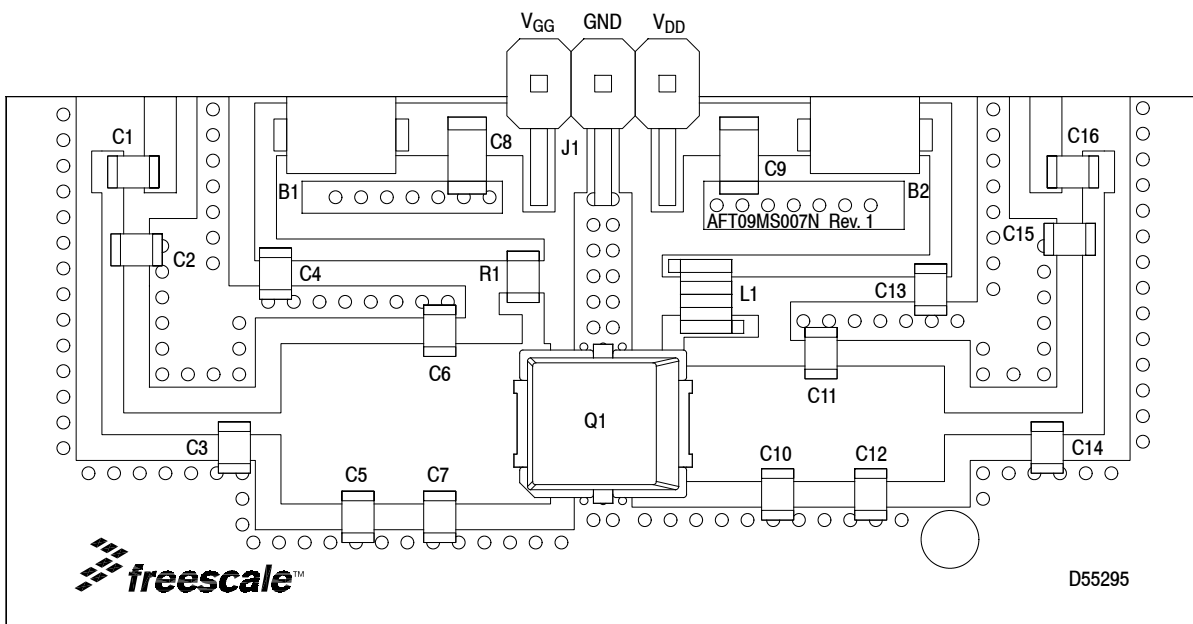 VGG GND VDD
C1
C8
J1
C9
C16
B1
B2
AFT09MS007N Rev. 1
C2
C15
C4
R1
L1
C13
C6
C11
Q1
C3
C5
C7
C10
C12
C14
freescale™
D55295